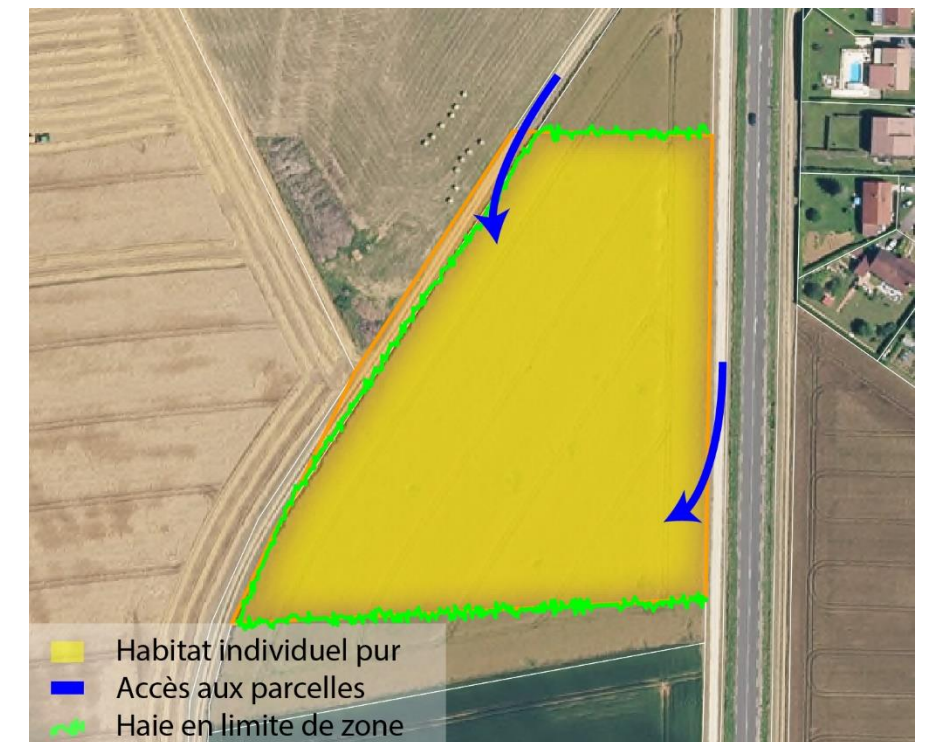 Habitat individuel pur
Accès aux parcelles
Haie en limite de zone